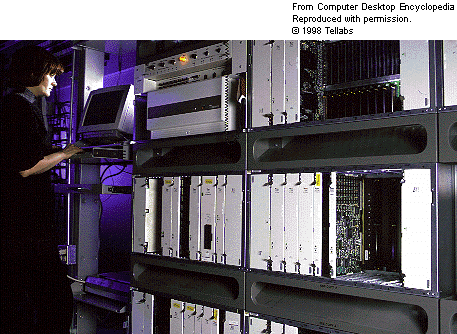 From Computer Desktop Encyclopedia
Reproduced with permission.
© 1998 Tellabs